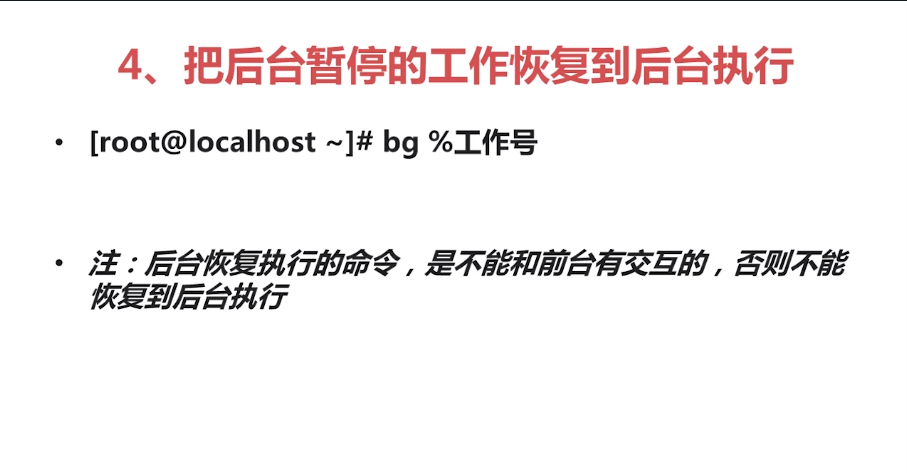 4、把后台暂停的工作恢复到后台执行
• [root@localhost ~]# bg %工作号
• 注：后台恢复执行的命令，是不能和前台有交互的，否则不能
恢复到后台执行